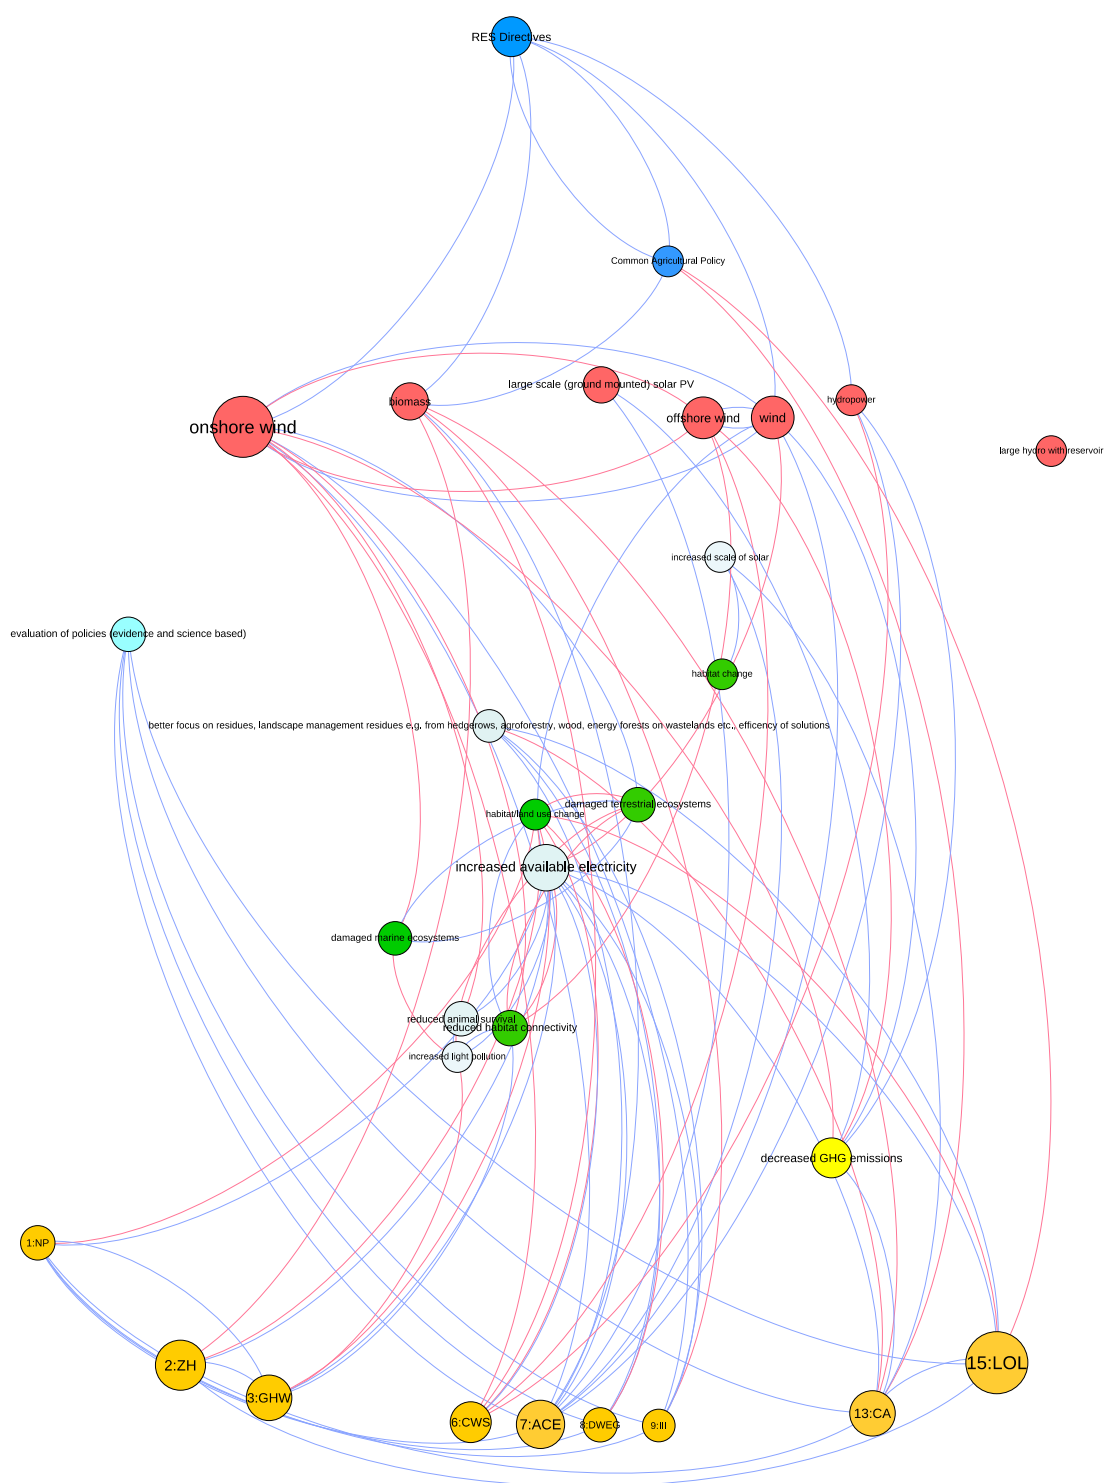 RES Directives
Common Agricultural Policy
large scale (ground mounted) solar PV
biomass
hydropower
offshore wind
wind
onshore wind
large hydro with reservoir
increased scale of solar
evaluation of policies (evidence and science based)
habitat change
better focus on residues, landscape management residues e.g. from hedgerows, agroforestry, wood, energy forests on wastelands etc., efficency of solutions
damaged terrestrial ecosystems
habitat/land use change
increased available electricity
damaged marine ecosystems
reduced animal survival
reduced habitat connectivity
increased light pollution
decreased GHG emissions
1:NP
2:ZH
15:LOL
3:GHW
13:CA
6:CWS
7:ACE
8:DWEG
9:III